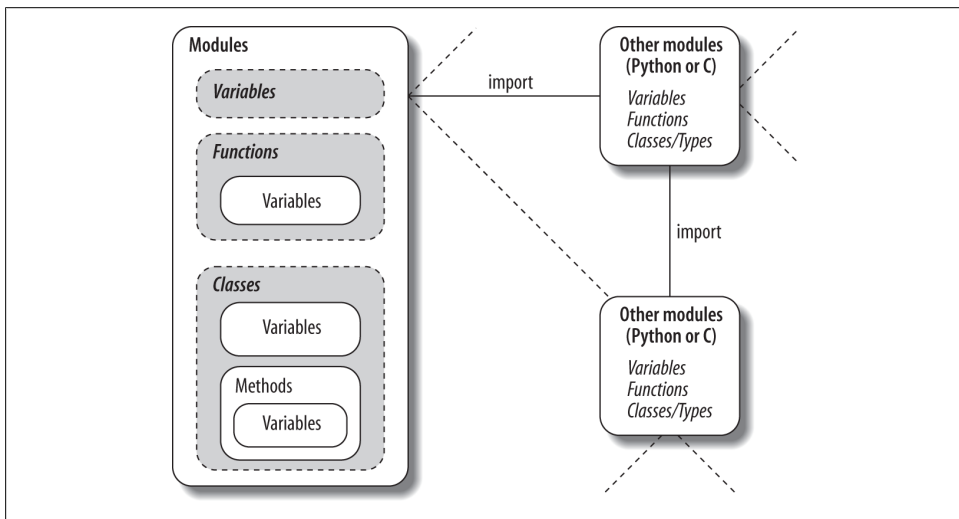 Modules
Variables
Functions
Variables
Classes
Variables
Methods
Variables
import
Other modules
(Python or C)
Variables
Functions
Classes/Types
import
Other modules
(Python or C)
Variables
Functions
Classes/Types